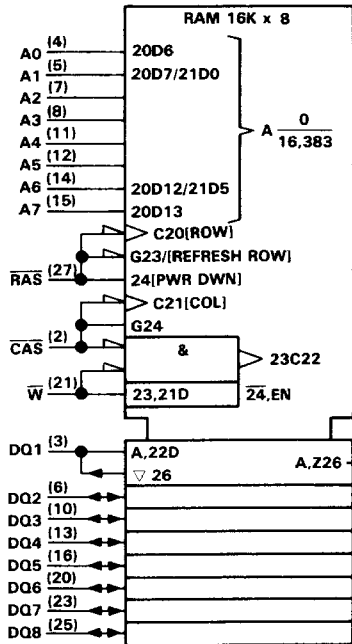 RAM 16K x 8
A0 (4) 20D6
A1 (5) 20D7/21D0
A2 (7)
A3 (8)
A 0
16,383
A4 (11)
A5 (12)
A6 (14) 20D12/21D5
A7 (15) 20D13
C20[ROW]
G23/[REFRESH ROW]
RAS (27) 24[PWR DWN]
C21[COL]
G24
CAS (2) & 23C22
W (21) 23,21D 24,EN
DQ1 (3) A,22D A,Z26
▽ 26
DQ2 (6)
DQ3 (10)
DQ4 (13)
DQ5 (16)
DQ6 (20)
DQ7 (23)
DQ8 (25)